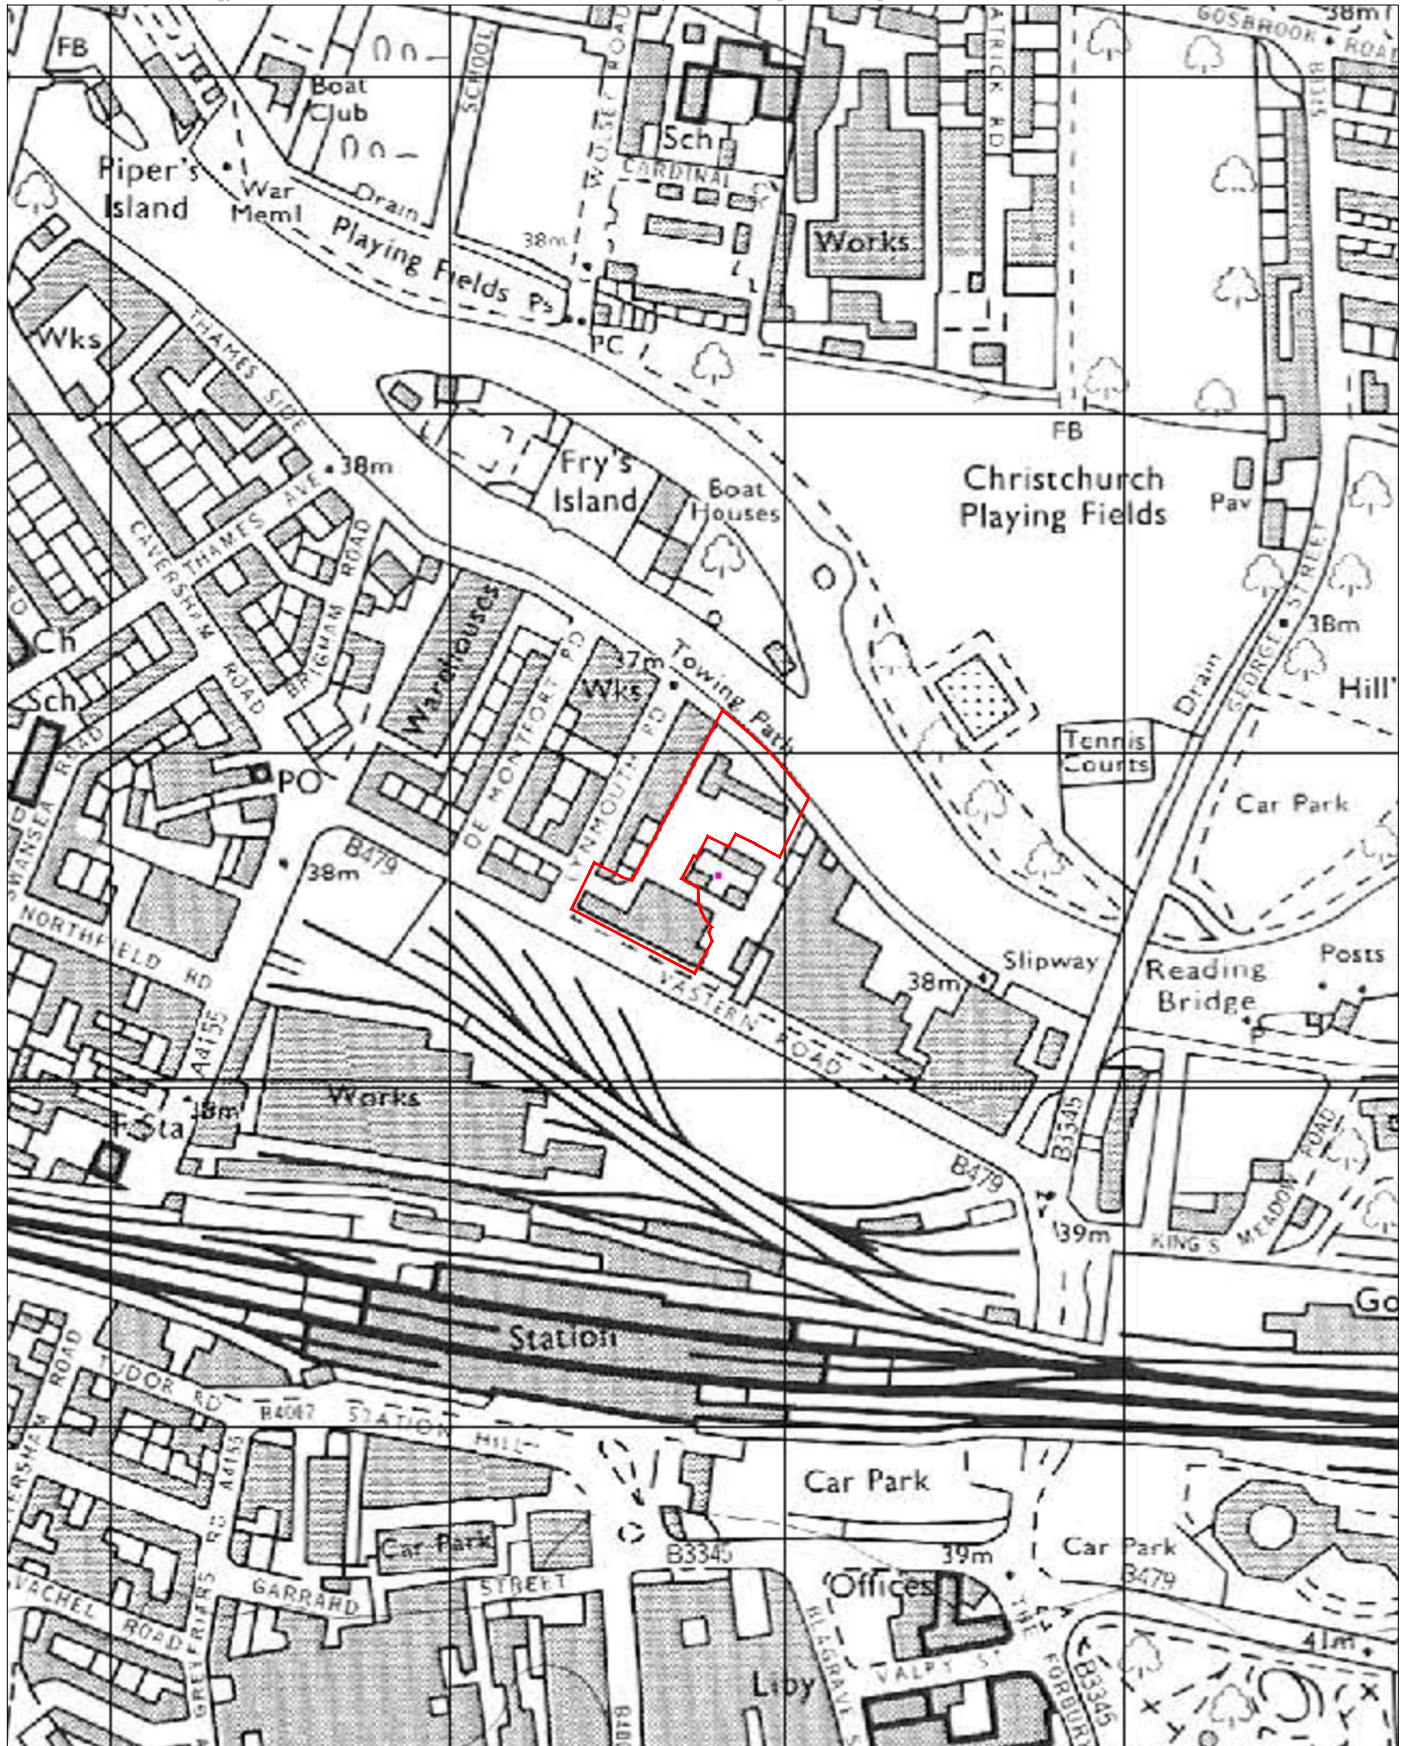 FB
Boat
Club
SCHOOL
WOLSEY ROAD
Sch
CARDINAL
GOSBROOK ROAD
38m
B3345
Piper's
Island
War
Meml
Drain
Playing Fields
Ps
38m
PC
Works
Wks
THAMES SIDE
38m
THAMES AVE
CAVERSHAM ROAD
BRIGHAM ROAD
Fry's
Island
Boat
Houses
FB
Christchurch
Playing Fields
Pav
GEORGE STREET
38m
Hill'
Drain
Ch
Sch
ROAD
SWANSEA
PO
Warehouses
DE MONTFORT RD
Wks
37m
Towing Path
LYNMOUTH RD
Tennis
Courts
Car Park
B479
38m
NORTHFIELD RD
A4155
VASTERN ROAD
38m
Slipway
Reading
Bridge
Posts
Works
F Sta
B3345
B479
39m
KING'S MEADOW ROAD
Station
Go
TUDOR RD
B4067
STATION HILL
ROAD
A4155
Car Park
Car Park
B3345
39m
Car Park
B479
GARRARD
STREET
VACHEL ROAD
GREYFRIARS RD
Offices
BLAGRAVE S
VALPY ST
THE FORBURY
B3345
41m
Liby